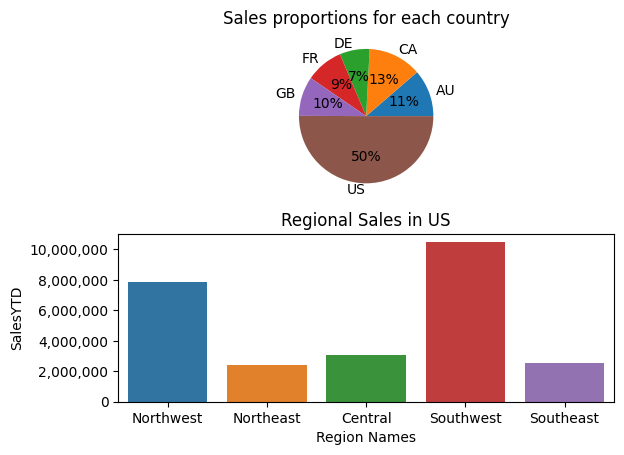 Sales proportions for each country
DE
CA
FR
7%
13%
9%
AU
GB
10%
11%
50%
US
Regional Sales in US
10,000,000
8,000,000
6,000,000
4,000,000
2,000,000
0
SalesYTD
Northwest Northeast Central Southwest Southeast
Region Names